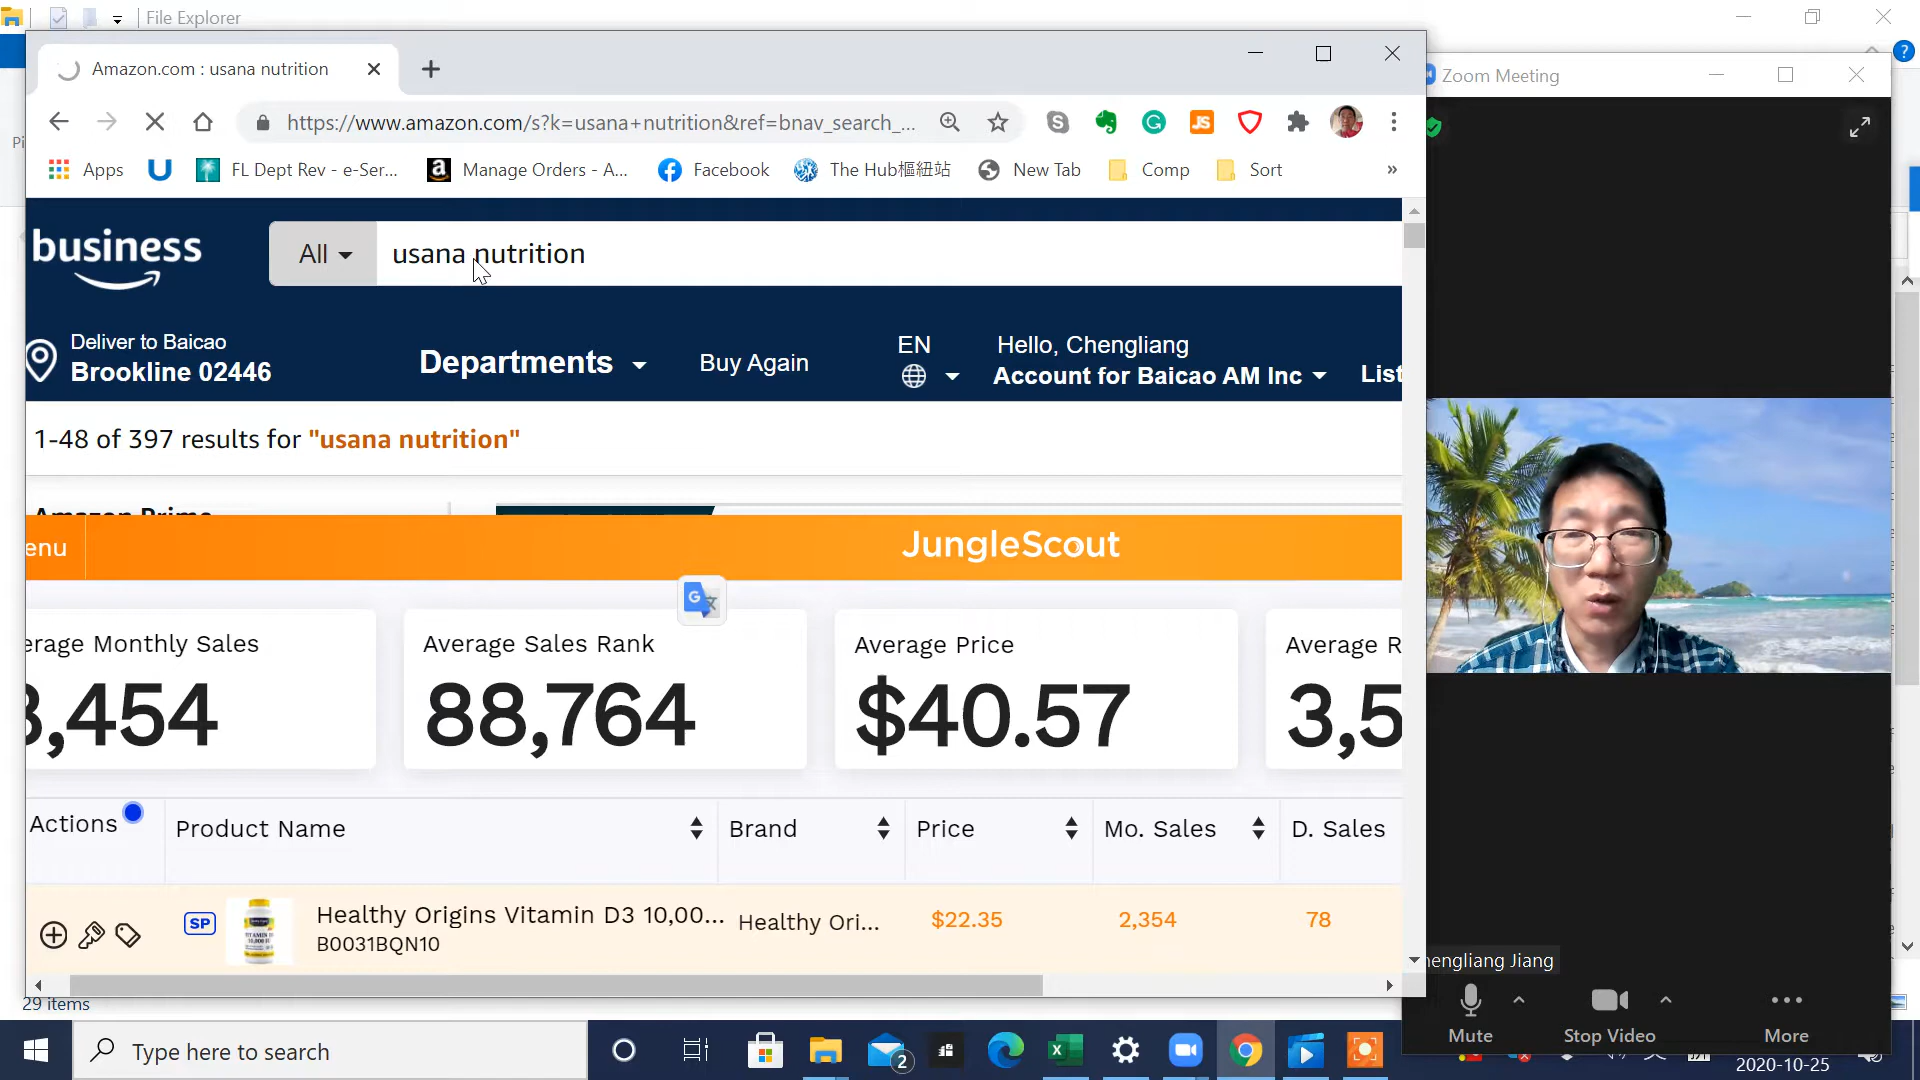 File Explorer
Amazon.com : usana nutrition
https://www.amazon.com/s?k=usana+nutrition&ref=bnav_search_...
Apps
FL Dept Rev - e-Ser...
Manage Orders - A...
Facebook
The Hub樞紐站
New Tab
Comp
Sort
»
business
All
usana nutrition
Deliver to Baicao
Brookline 02446
Departments
Buy Again
EN
Hello, Chengliang
Account for Baicao AM Inc
List
1-48 of 397 results for "usana nutrition"
Amazon Prime
enu
JungleScout
erage Monthly Sales
,454
Average Sales Rank
88,764
Average Price
$40.57
Average R
3,5
Actions
Product Name
Brand
Price
Mo. Sales
D. Sales
SP
Healthy Origins Vitamin D3 10,00...
B0031BQN10
Healthy Ori...
$22.35
2,354
78
29 items
Zoom Meeting
hengliang Jiang
Mute
Stop Video
More
Type here to search
2
2020-10-25